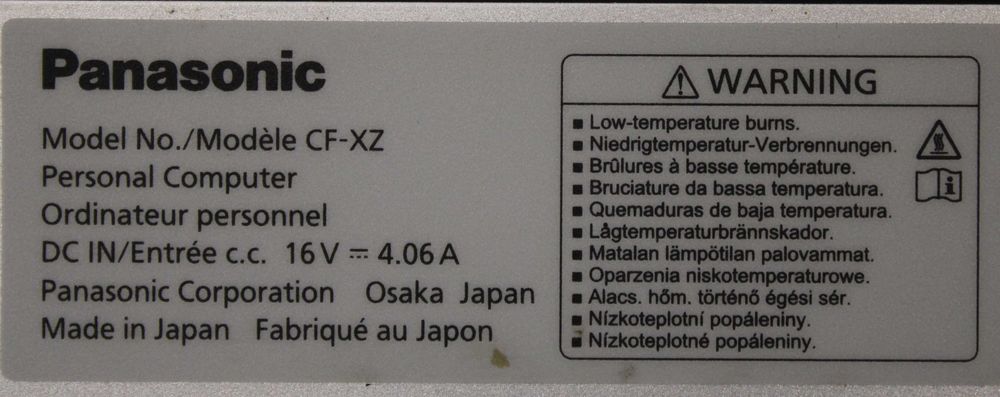 Panasonic
Model No./Modèle CF-XZ
Personal Computer
Ordinateur personnel
DC IN/Entrée c.c. 16 V ⎓ 4.06 A
Panasonic Corporation Osaka Japan
Made in Japan Fabriqué au Japon
⚠ WARNING
■ Low-temperature burns.
■ Niedrigtemperatur-Verbrennungen.
■ Brûlures à basse température.
■ Bruciature da bassa temperatura.
■ Quemaduras de baja temperatura.
■ Lågtemperaturbrännskador.
■ Matalan lämpötilan palovammat.
■ Oparzenia niskotemperaturowe.
■ Alacs. hőm. történő égési sér.
■ Nízkoteplotní popáleniny.
■ Nízkoteplotné popáleniny.